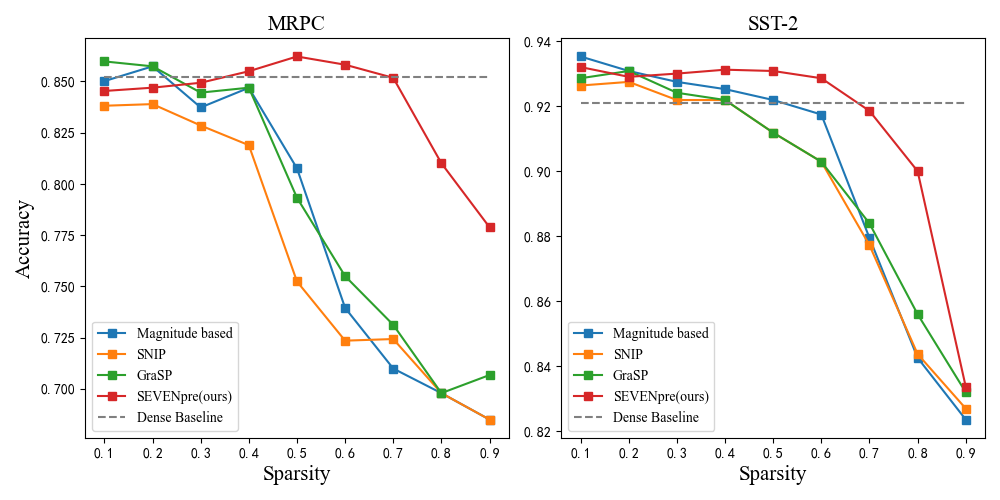 MRPC
Accuracy
0.850
0.825
0.800
0.775
0.750
0.725
0.700
Magnitude based
SNIP
GraSP
SEVENpre(ours)
Dense Baseline
0.1 0.2 0.3 0.4 0.5 0.6 0.7 0.8 0.9
Sparsity
SST-2
0.94
0.92
0.90
0.88
0.86
0.84
0.82
Magnitude based
SNIP
GraSP
SEVENpre(ours)
Dense Baseline
0.1 0.2 0.3 0.4 0.5 0.6 0.7 0.8 0.9
Sparsity